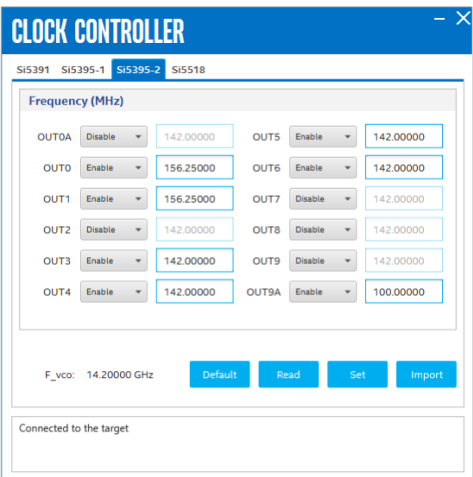 CLOCK CONTROLLER
Si5391 Si5395-1 Si5395-2 Si5518
Frequency (MHz)
OUT0A Disable 142.00000 OUT5 Enable 142.00000
OUT0 Enable 156.25000 OUT6 Enable 142.00000
OUT1 Enable 156.25000 OUT7 Disable 142.00000
OUT2 Disable 142.00000 OUT8 Disable 142.00000
OUT3 Enable 142.00000 OUT9 Disable 142.00000
OUT4 Enable 142.00000 OUT9A Enable 100.00000
F_vco: 14.20000 GHz Default Read Set Import
Connected to the target